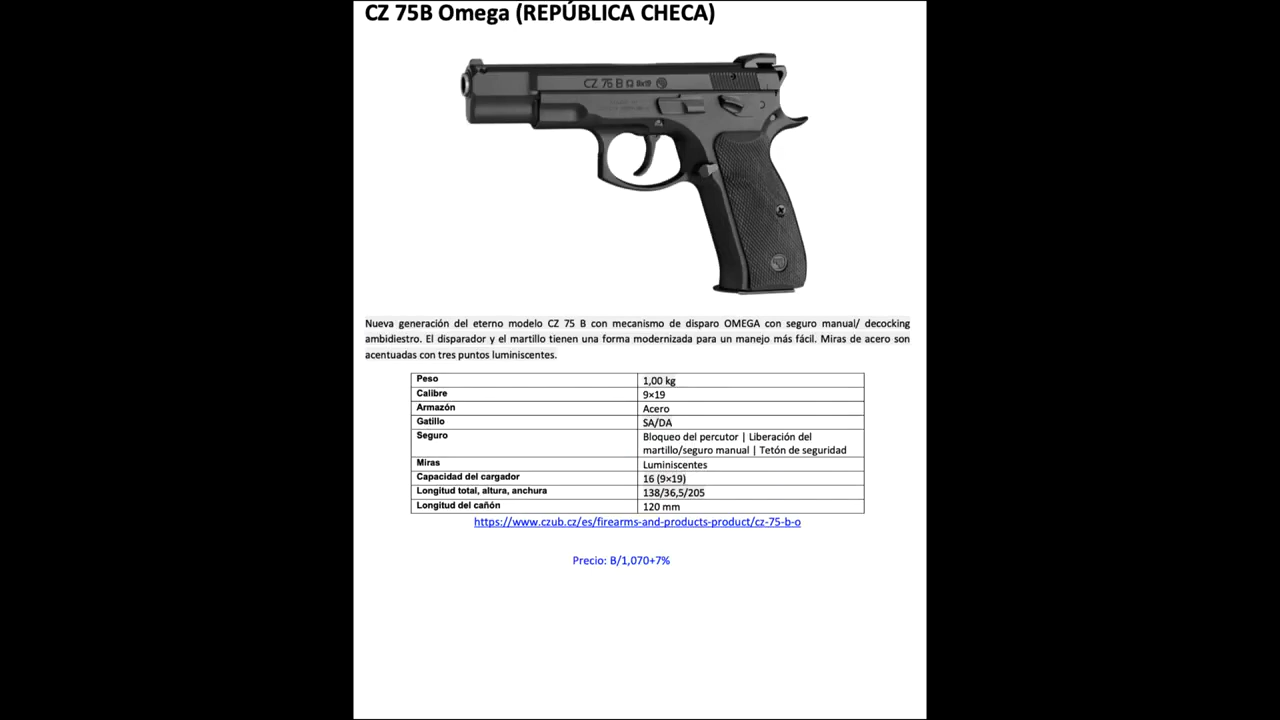 CZ 75B Omega (REPÚBLICA CHECA)
CZ 75 B Ω 9x19
Nueva generación del eterno modelo CZ 75 B con mecanismo de disparo OMEGA con seguro manual/ decocking
ambidiestro. El disparador y el martillo tienen una forma modernizada para un manejo más fácil. Miras de acero son
acentuadas con tres puntos luminiscentes.
Peso 1,00 kg
Calibre 9×19
Armazón Acero
Gatillo SA/DA
Seguro Bloqueo del percutor | Liberación del
martillo/seguro manual | Tetón de seguridad
Miras Luminiscentes
Capacidad del cargador 16 (9×19)
Longitud total, altura, anchura 138/36,5/205
Longitud del cañón 120 mm
https://www.czub.cz/es/firearms-and-products-product/cz-75-b-o
Precio: B/1,070+7%